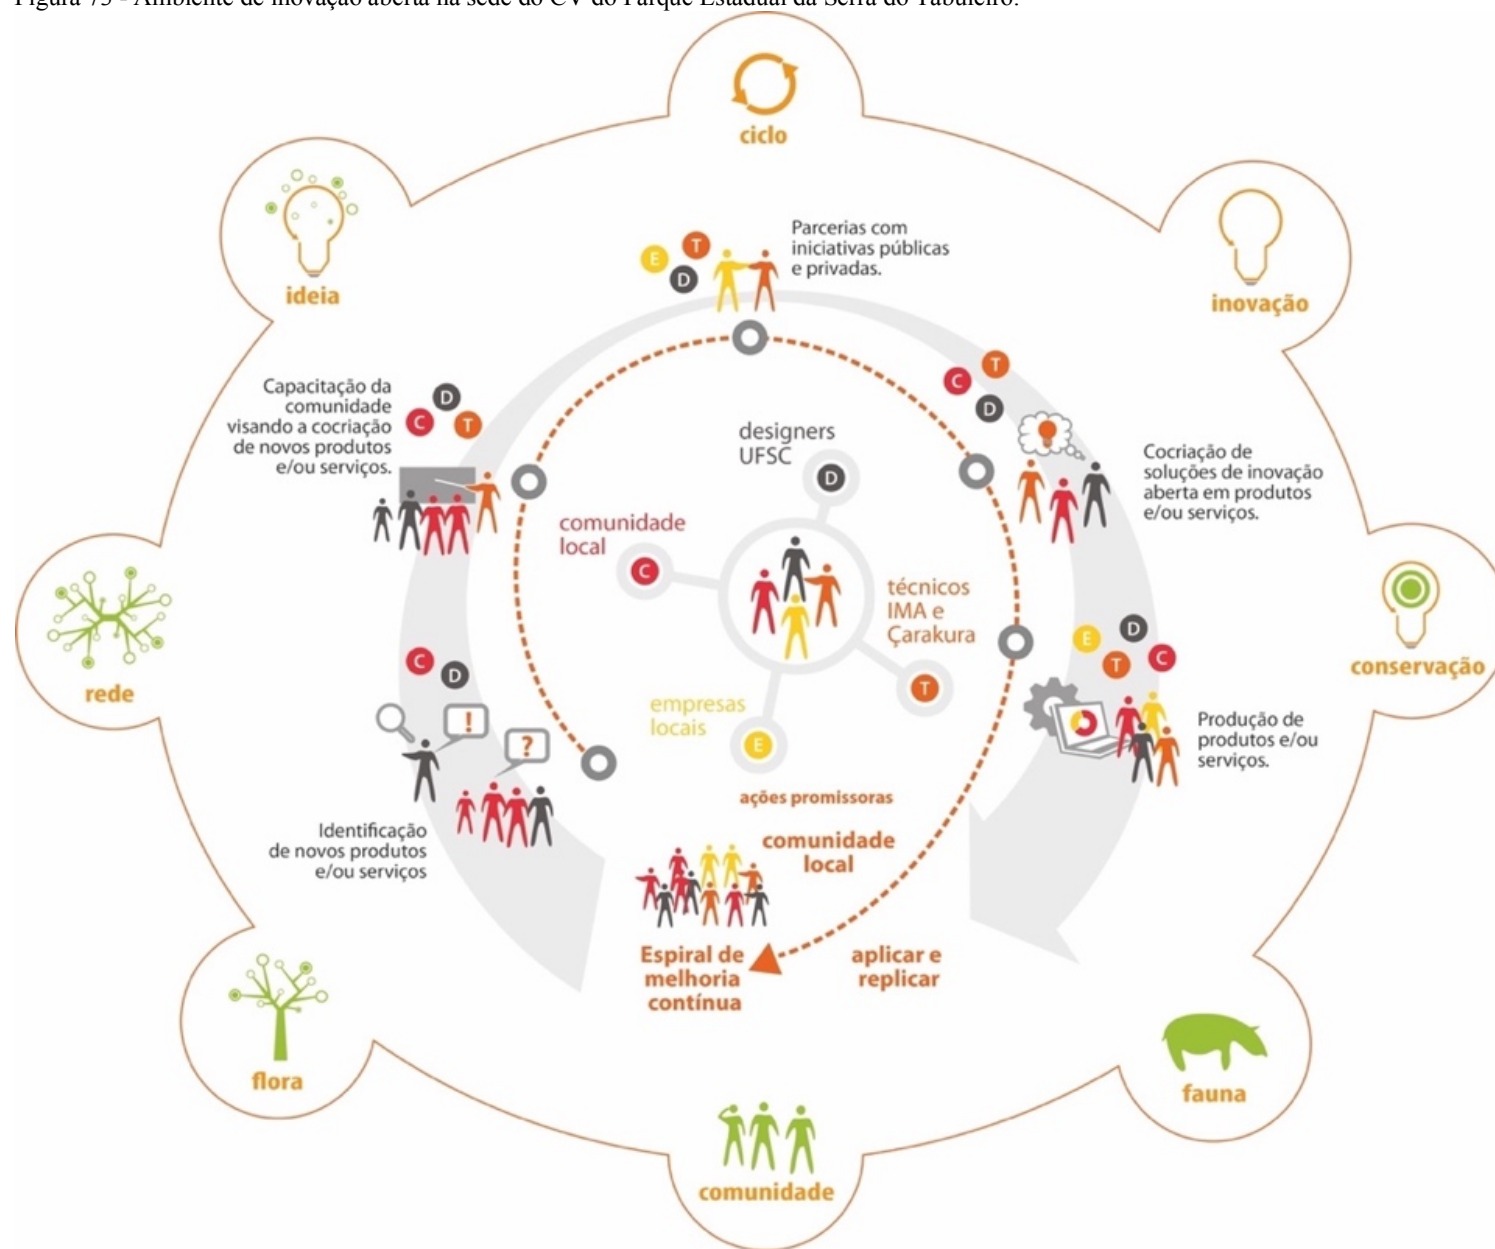 Figura 73 - Ambiente de inovação aberta na sede do CV do Parque Estadual da Serra do Tabuleiro.
ciclo
ideia
inovação
Parcerias com
iniciativas públicas
e privadas.
E
T
D
Capacitação da
comunidade
visando a cocriação
de novos produtos
e/ou serviços.
D
C
T
T
C
D
Cocriação de
soluções de inovação
aberta em produtos
e/ou serviços.
designers
UFSC
D
comunidade
local
C
técnicos
IMA e
Çarakura
T
empresas
locais
E
rede
conservação
C
D
!
?
Identificação
de novos produtos
e/ou serviços
E
D
T
C
Produção de
produtos e/ou
serviços.
ações promissoras
comunidade
local
Espiral de
melhoria
contínua
aplicar e
replicar
flora
fauna
comunidade